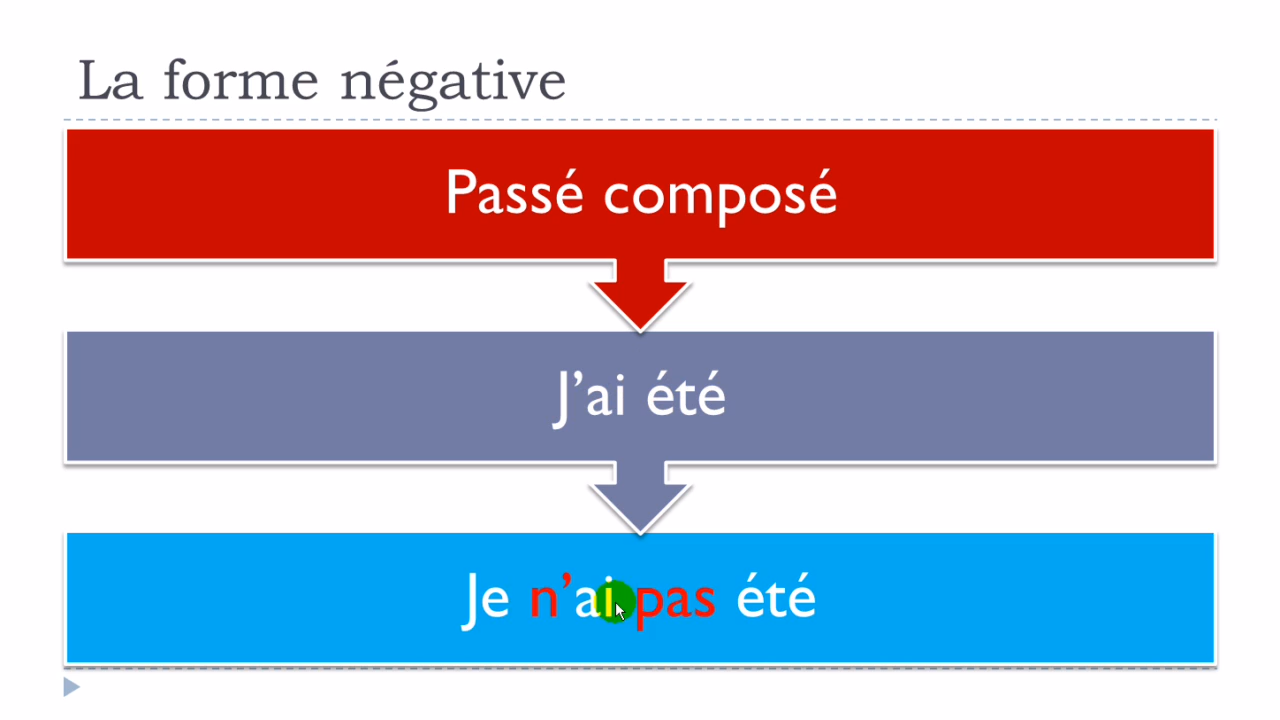 La forme négative
Passé composé
J’ai été
Je n’ai pas été